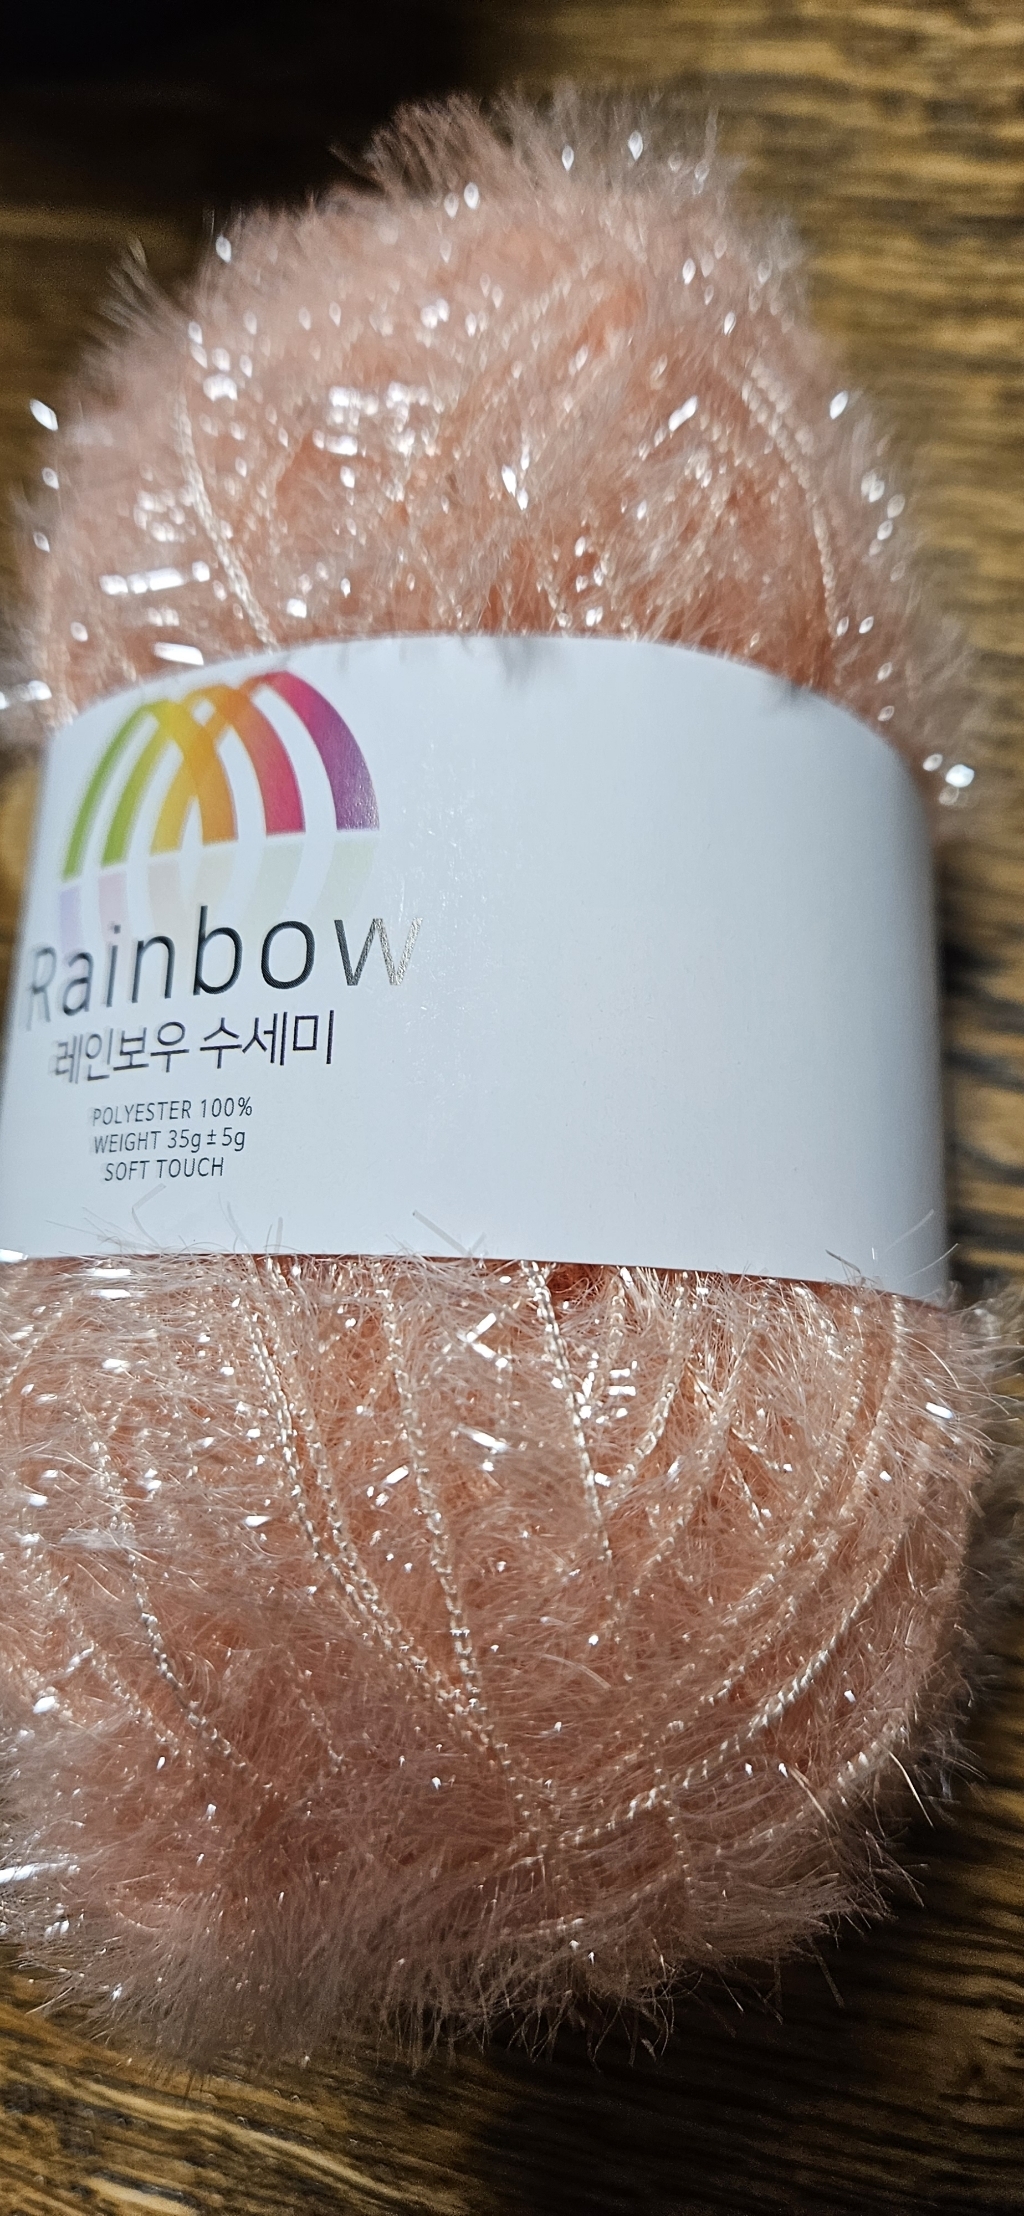 Rainbow
레인보우 수세미
POLYESTER 100%
WEIGHT 35g±5g
SOFT TOUCH